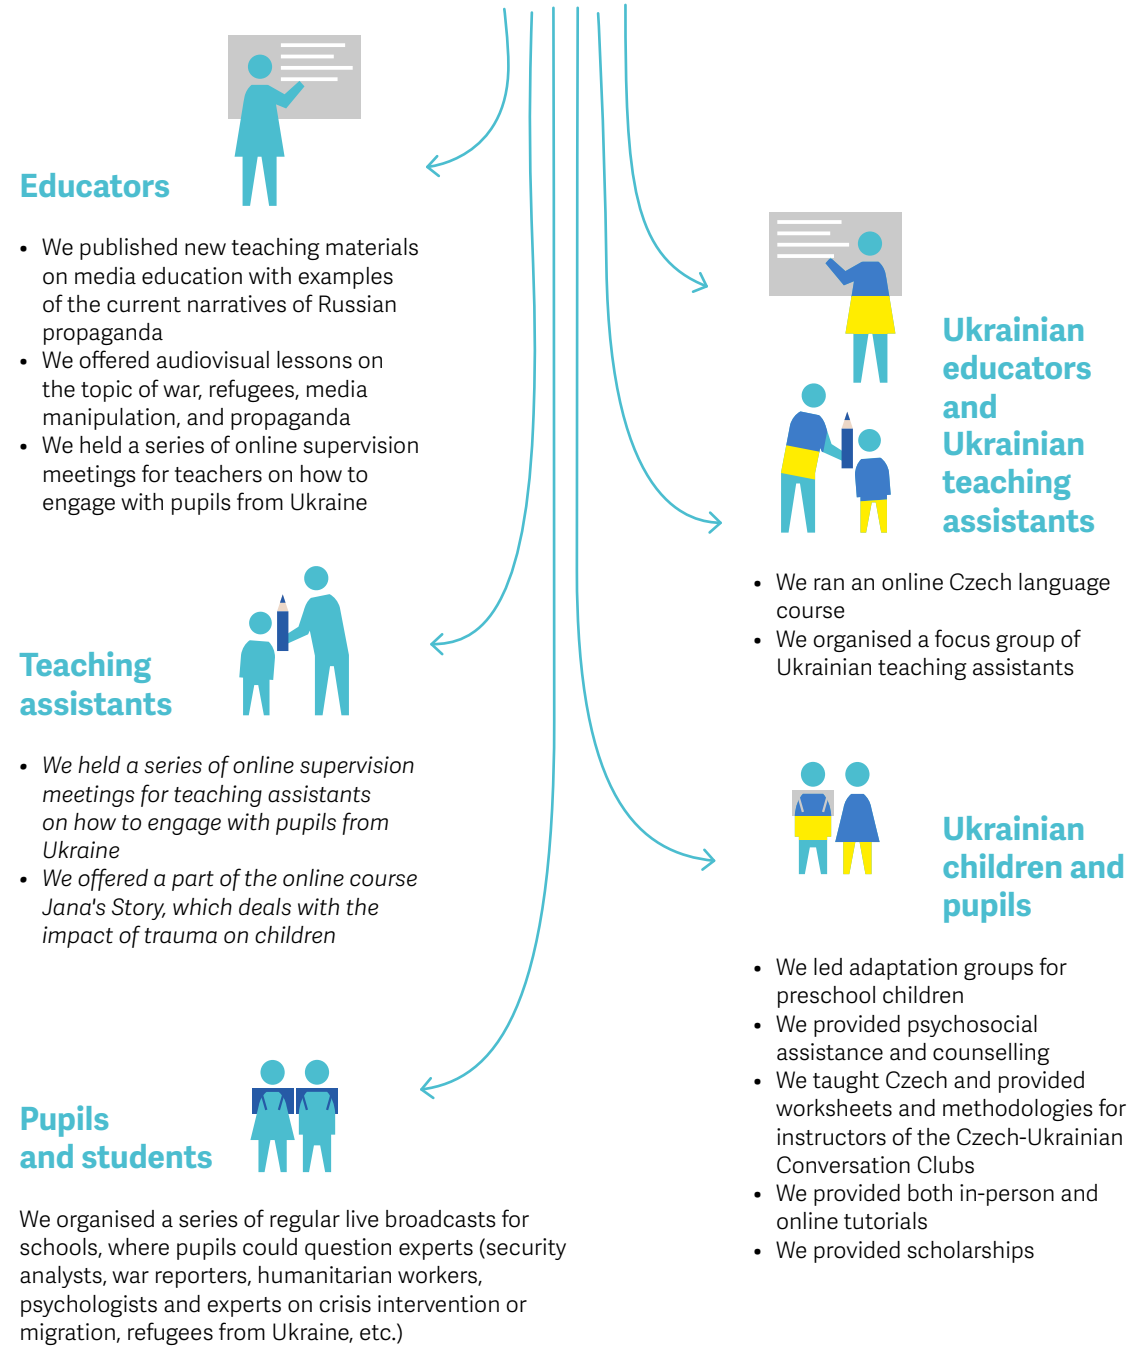 Educators
• We published new teaching materials
on media education with examples
of the current narratives of Russian
propaganda
• We offered audiovisual lessons on
the topic of war, refugees, media
manipulation, and propaganda
• We held a series of online supervision
meetings for teachers on how to
engage with pupils from Ukraine
Teaching
assistants
• We held a series of online supervision
meetings for teaching assistants
on how to engage with pupils from
Ukraine
• We offered a part of the online course
Jana's Story, which deals with the
impact of trauma on children
Pupils
and students
We organised a series of regular live broadcasts for
schools, where pupils could question experts (security
analysts, war reporters, humanitarian workers,
psychologists and experts on crisis intervention or
migration, refugees from Ukraine, etc.)
Ukrainian
educators
and
Ukrainian
teaching
assistants
• We ran an online Czech language
course
• We organised a focus group of
Ukrainian teaching assistants
Ukrainian
children and
pupils
• We led adaptation groups for
preschool children
• We provided psychosocial
assistance and counselling
• We taught Czech and provided
worksheets and methodologies for
instructors of the Czech-Ukrainian
Conversation Clubs
• We provided both in-person and
online tutorials
• We provided scholarships